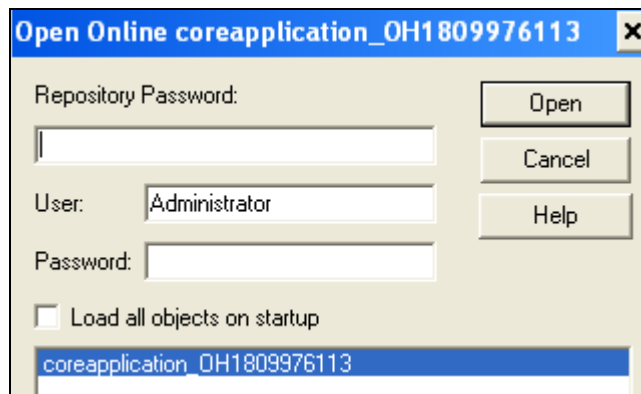 Open Online coreapplication_OH1809976113
Repository Password:
Open
Cancel
User: Administrator
Help
Password:
Load all objects on startup
coreapplication_OH1809976113